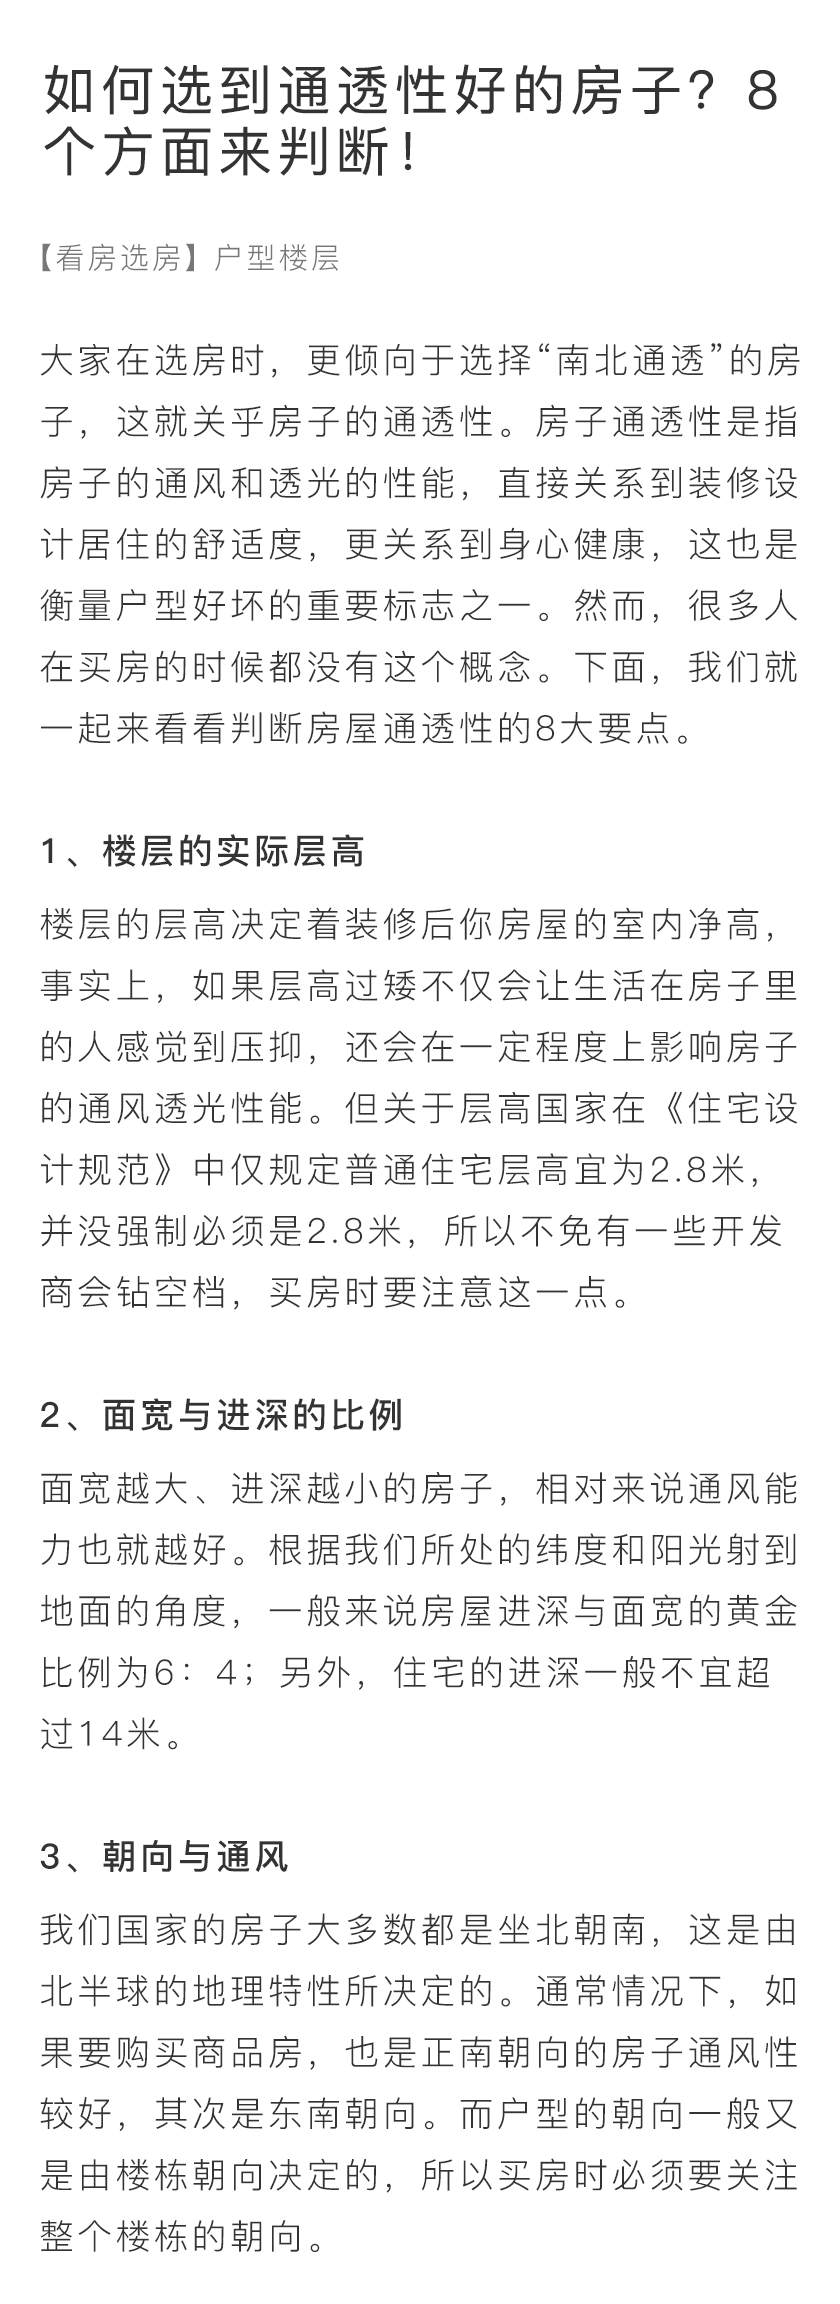 如何选到通透性好的房子？8
个方面来判断！
【看房选房】户型楼层
大家在选房时，更倾向于选择“南北通透”的房
子，这就关乎房子的通透性。房子通透性是指
房子的通风和透光的性能，直接关系到装修设
计居住的舒适度，更关系到身心健康，这也是
衡量户型好坏的重要标志之一。然而，很多人
在买房的时候都没有这个概念。下面，我们就
一起来看看判断房屋通透性的8大要点。
1、楼层的实际层高
楼层的层高决定着装修后你房屋的室内净高，
事实上，如果层高过矮不仅会让生活在房子里
的人感觉到压抑，还会在一定程度上影响房子
的通风透光性能。但关于层高国家在《住宅设
计规范》中仅规定普通住宅层高宜为2.8米，
并没强制必须是2.8米，所以不免有一些开发
商会钻空档，买房时要注意这一点。
2、面宽与进深的比例
面宽越大、进深越小的房子，相对来说通风能
力也就越好。根据我们所处的纬度和阳光射到
地面的角度，一般来说房屋进深与面宽的黄金
比例为6：4；另外，住宅的进深一般不宜超
过14米。
3、朝向与通风
我们国家的房子大多数都是坐北朝南，这是由
北半球的地理特性所决定的。通常情况下，如
果要购买商品房，也是正南朝向的房子通风性
较好，其次是东南朝向。而户型的朝向一般又
是由楼栋朝向决定的，所以买房时必须要关注
整个楼栋的朝向。